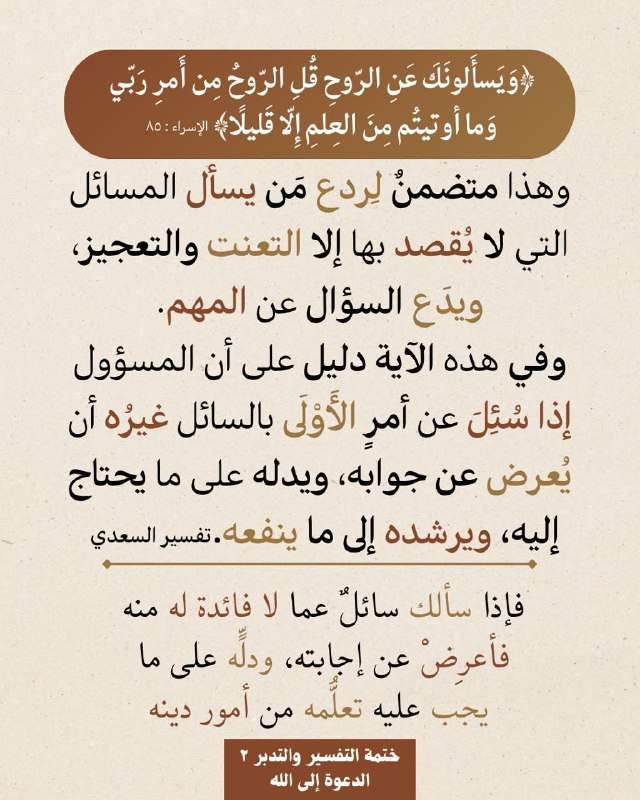 ﴿وَيَسأَلونَكَ عَنِ الرّوحِ قُلِ الرّوحُ مِن أَمرِ رَبّي
وَما أوتيتُم مِنَ العِلمِ إِلّا قَليلًا﴾ الإسراء : ٨٥
وهذا متضمنٌ لِردع مَن يسأل المسائل
التي لا يُقصد بها إلا التعنت والتعجيز،
ويدَع السؤال عن المهم.
وفي هذه الآية دليل على أن المسؤول
إذا سُئِلَ عن أمرٍ الأَوْلَى بالسائل غيرُه أن
يُعرض عن جوابه، ويدله على ما يحتاج
إليه، ويرشده إلى ما ينفعه. تفسير السعدي
فإذا سألك سائلٌ عما لا فائدة له منه
فأعرِضْ عن إجابته، ودلِّه على ما
يجب عليه تعلُّمه من أمور دينه
ختمة التفسير والتدبر ٢
الدعوة إلى الله